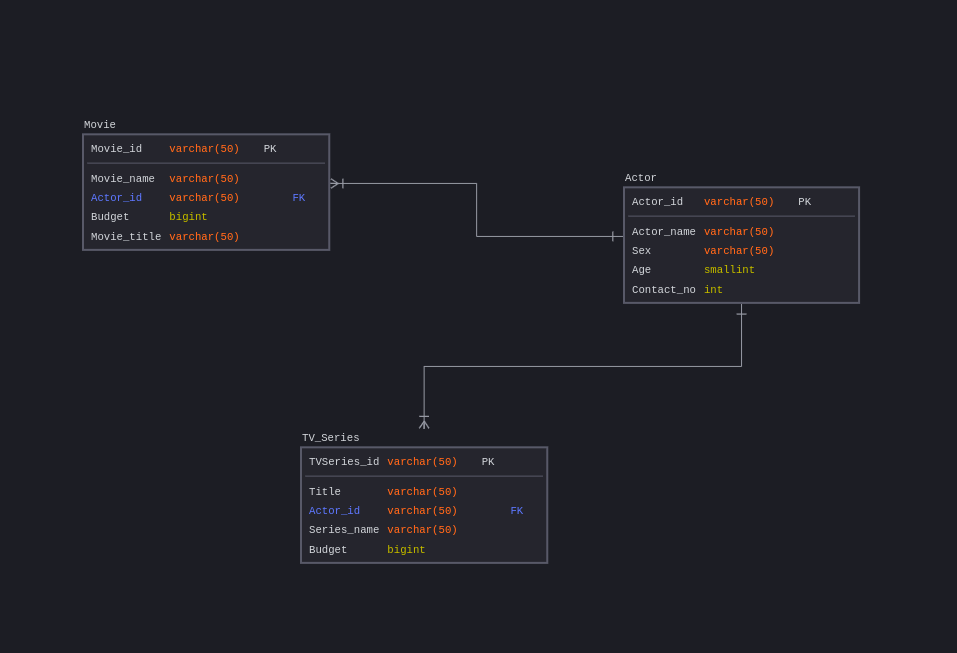 Movie
Movie_id varchar(50) PK
Movie_name varchar(50)
Actor_id varchar(50) FK
Budget bigint
Movie_title varchar(50)
Actor
Actor_id varchar(50) PK
Actor_name varchar(50)
Sex varchar(50)
Age smallint
Contact_no int
TV_Series
TVSeries_id varchar(50) PK
Title varchar(50)
Actor_id varchar(50) FK
Series_name varchar(50)
Budget bigint